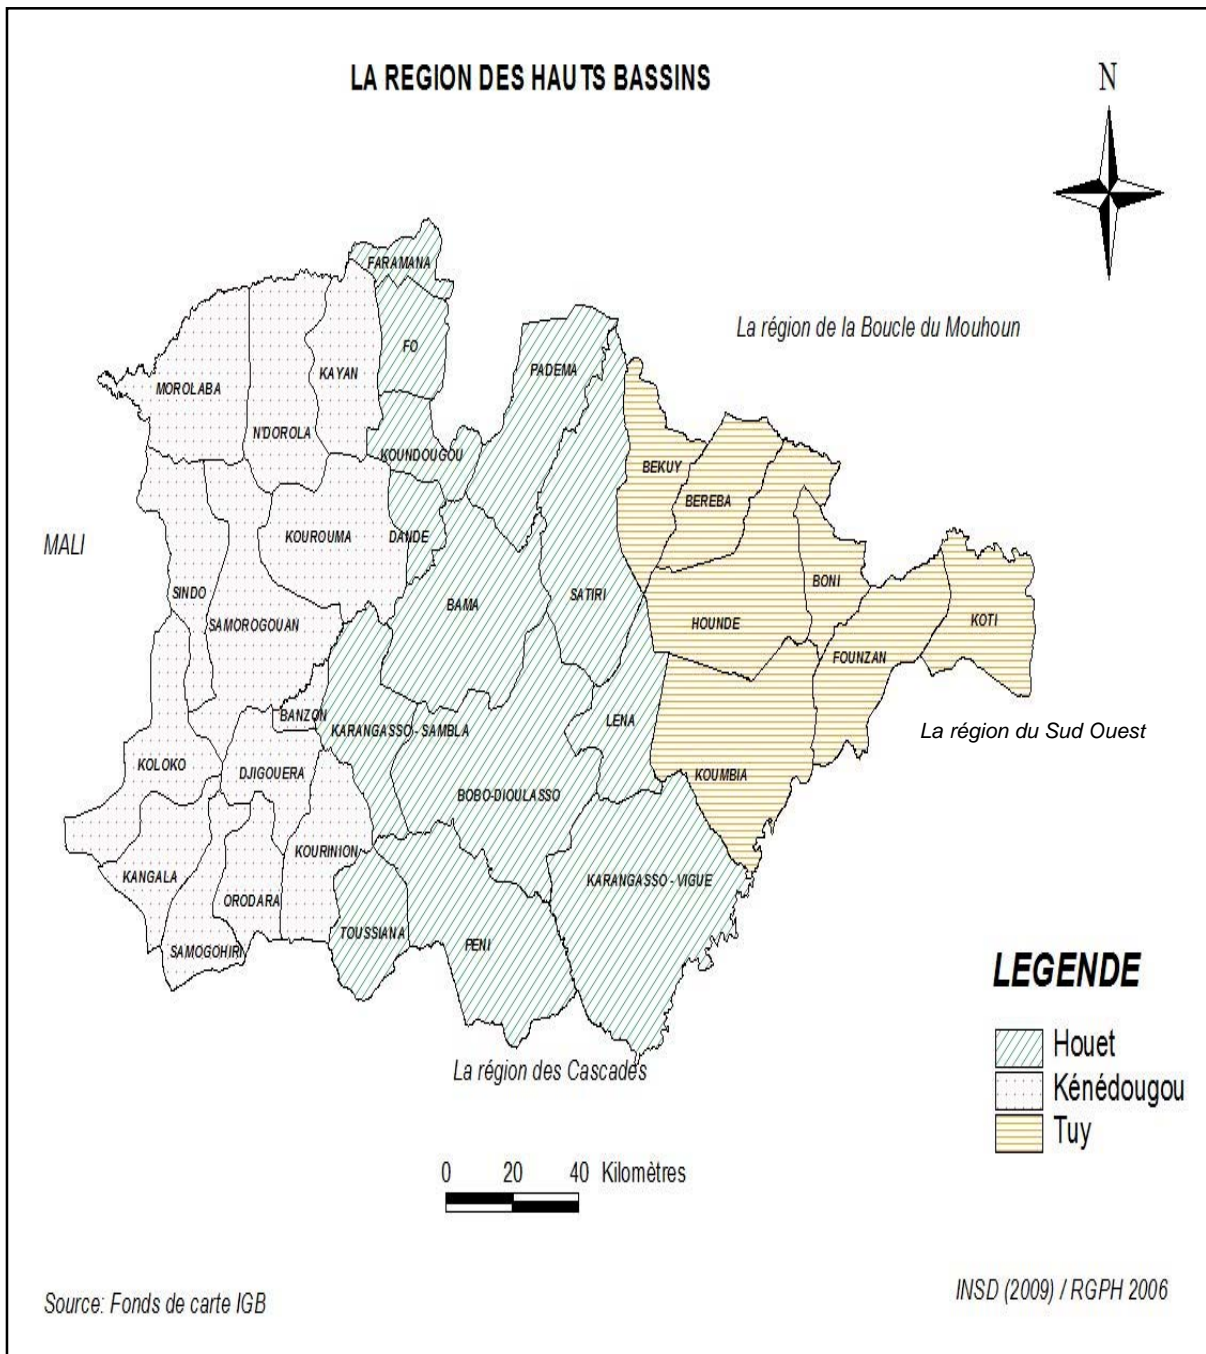 LA REGION DES HAUTS BASSINS
N
FARAMANA
La région de la Boucle du Mouhoun
FO
PADEMA
KAYAN
MOROLABA
N'DOROLA
KOUNDOUGOU
BEKUY
BEREBA
MALI
KOUROUMA
DANDE
BONI
SINDO
BAMA
SATIRI
SAMOROGOUAN
HOUNDE
KOTI
FOUNZAN
BANZON
KARANGASSO - SAMBLA
LENA
La région du Sud Ouest
KOLOKO
DJIGOUERA
KOUMBIA
BOBO-DIOULASSO
KOURINION
KANGALA
KARANGASSO - VIGUE
ORODARA
TOUSSIANA
PENI
SAMOGOHIRI
LEGENDE
Houet
Kénédougou
Tuy
La région des Cascades
0 20 40 Kilomètres
Source: Fonds de carte IGB
INSD (2009) / RGPH 2006